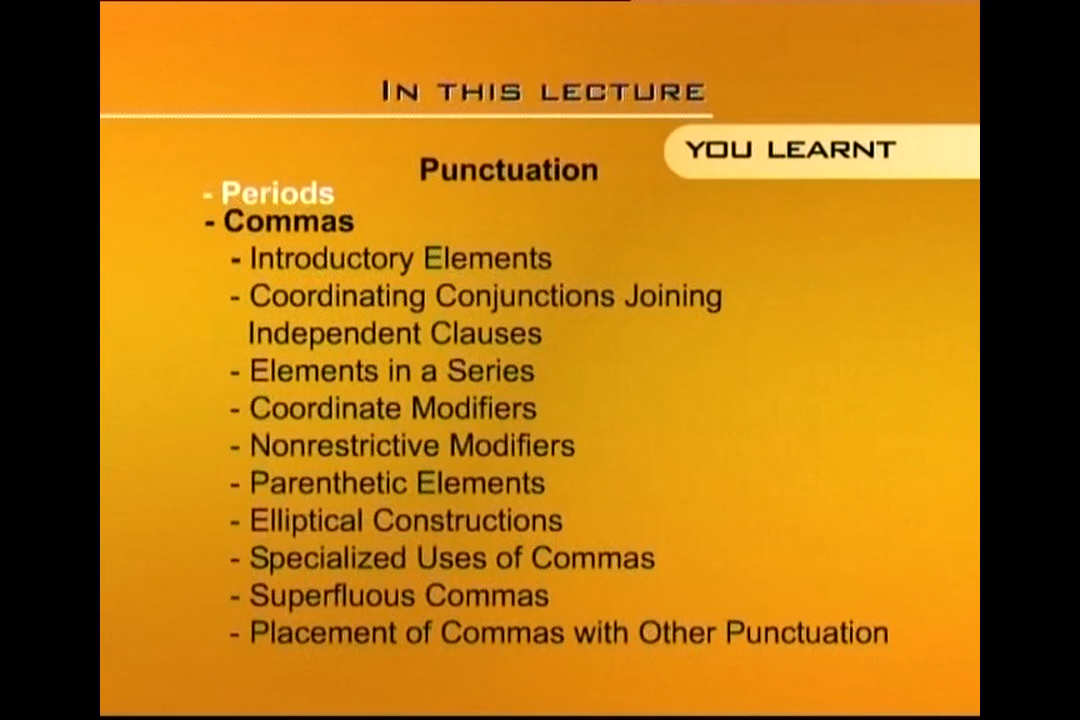 IN THIS LECTURE
YOU LEARNT
Punctuation
- Periods
- Commas
- Introductory Elements
- Coordinating Conjunctions Joining
Independent Clauses
- Elements in a Series
- Coordinate Modifiers
- Nonrestrictive Modifiers
- Parenthetic Elements
- Elliptical Constructions
- Specialized Uses of Commas
- Superfluous Commas
- Placement of Commas with Other Punctuation